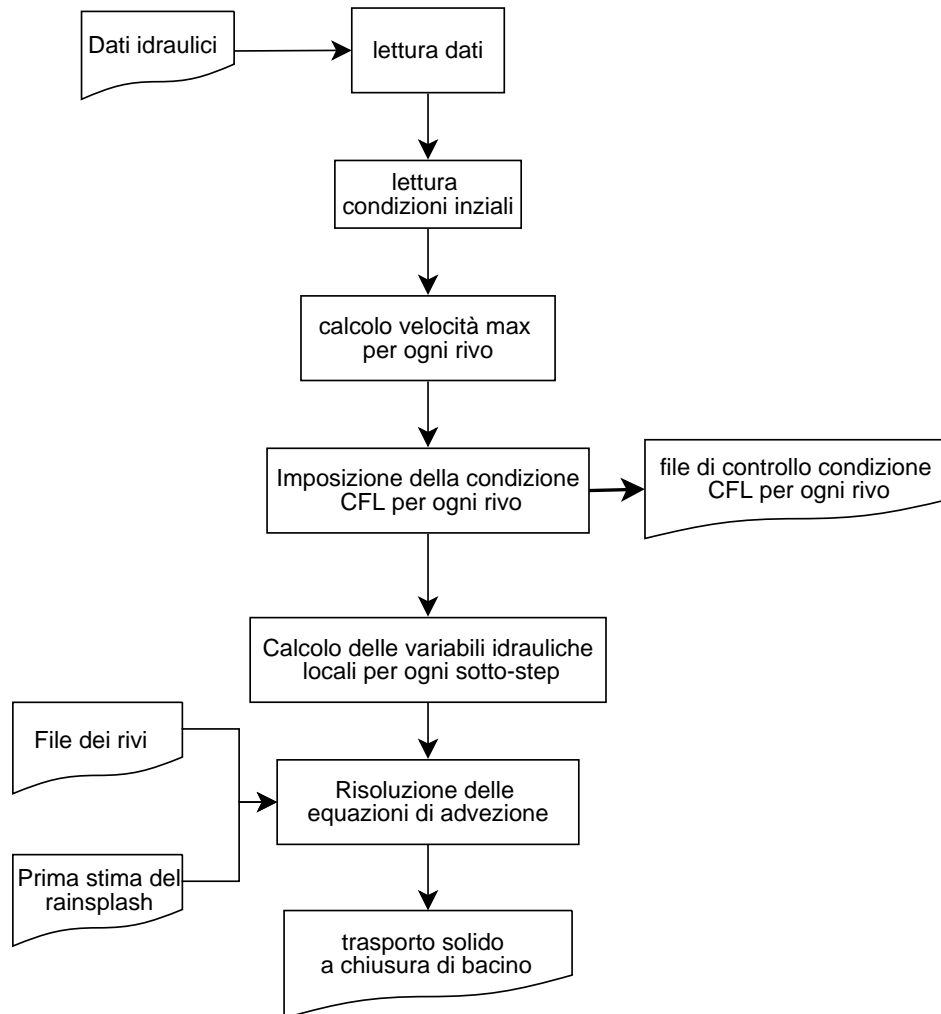 Dati idraulici
lettura dati
lettura
condizioni inziali
calcolo velocità max
per ogni rivo
Imposizione della condizione
CFL per ogni rivo
file di controllo condizione
CFL per ogni rivo
Calcolo delle variabili idrauliche
locali per ogni sotto-step
File dei rivi
Risoluzione delle
equazioni di advezione
Prima stima del
rainsplash
trasporto solido
a chiusura di bacino